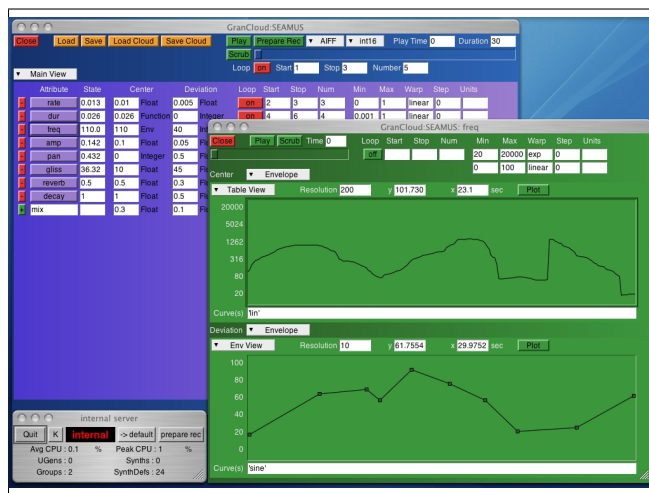 GranCloud:SEAMUS
Close Load Save Load Cloud Save Cloud Play Prepare Rec AIFF int16 Play Time 0 Duration 30
Scrub
Loop on Start 1 Stop 3 Number 5
Main View
Attribute State Center Deviation Loop Start Stop Num Min Max Warp Step Units
- rate 0.013 0.01 Float 0.005 Float on 2 3 3 0 1 linear 0
- dur 0.026 0.026 Function 0 Integer on 4 6 4 0.001 1 linear 0
- freq 110.0 110 Env 40
- amp 0.142 0.1 Float 0.05
- pan 0.432 0 Integer 0.5
- gliss 36.32 10 Float 45
- reverb 0.5 0.5 Float 0.3
- decay 1 1 Float 0.5
+ mix 0.3 Float 0.1
GranCloud:SEAMUS: freq
Close Play Scrub Time 0 Loop Start Stop Num Min Max Warp Step Units
off 20 20000 exp 0
0 100 linear 0
Center Envelope
Table View Resolution 200 y 101.730 x 23.1 sec Plot
20000
5024
1262
316
80
20
Curve(s) 'lin'
Deviation Envelope
Env View Resolution 10 y 61.7554 x 29.9752 sec Plot
100
80
60
40
20
0
Curve(s) 'sine'
internal server
Quit K internal -> default prepare rec
Avg CPU : 0.1 % Peak CPU : 1 %
UGens : 0 Synths : 0
Groups : 2 SynthDefs : 24